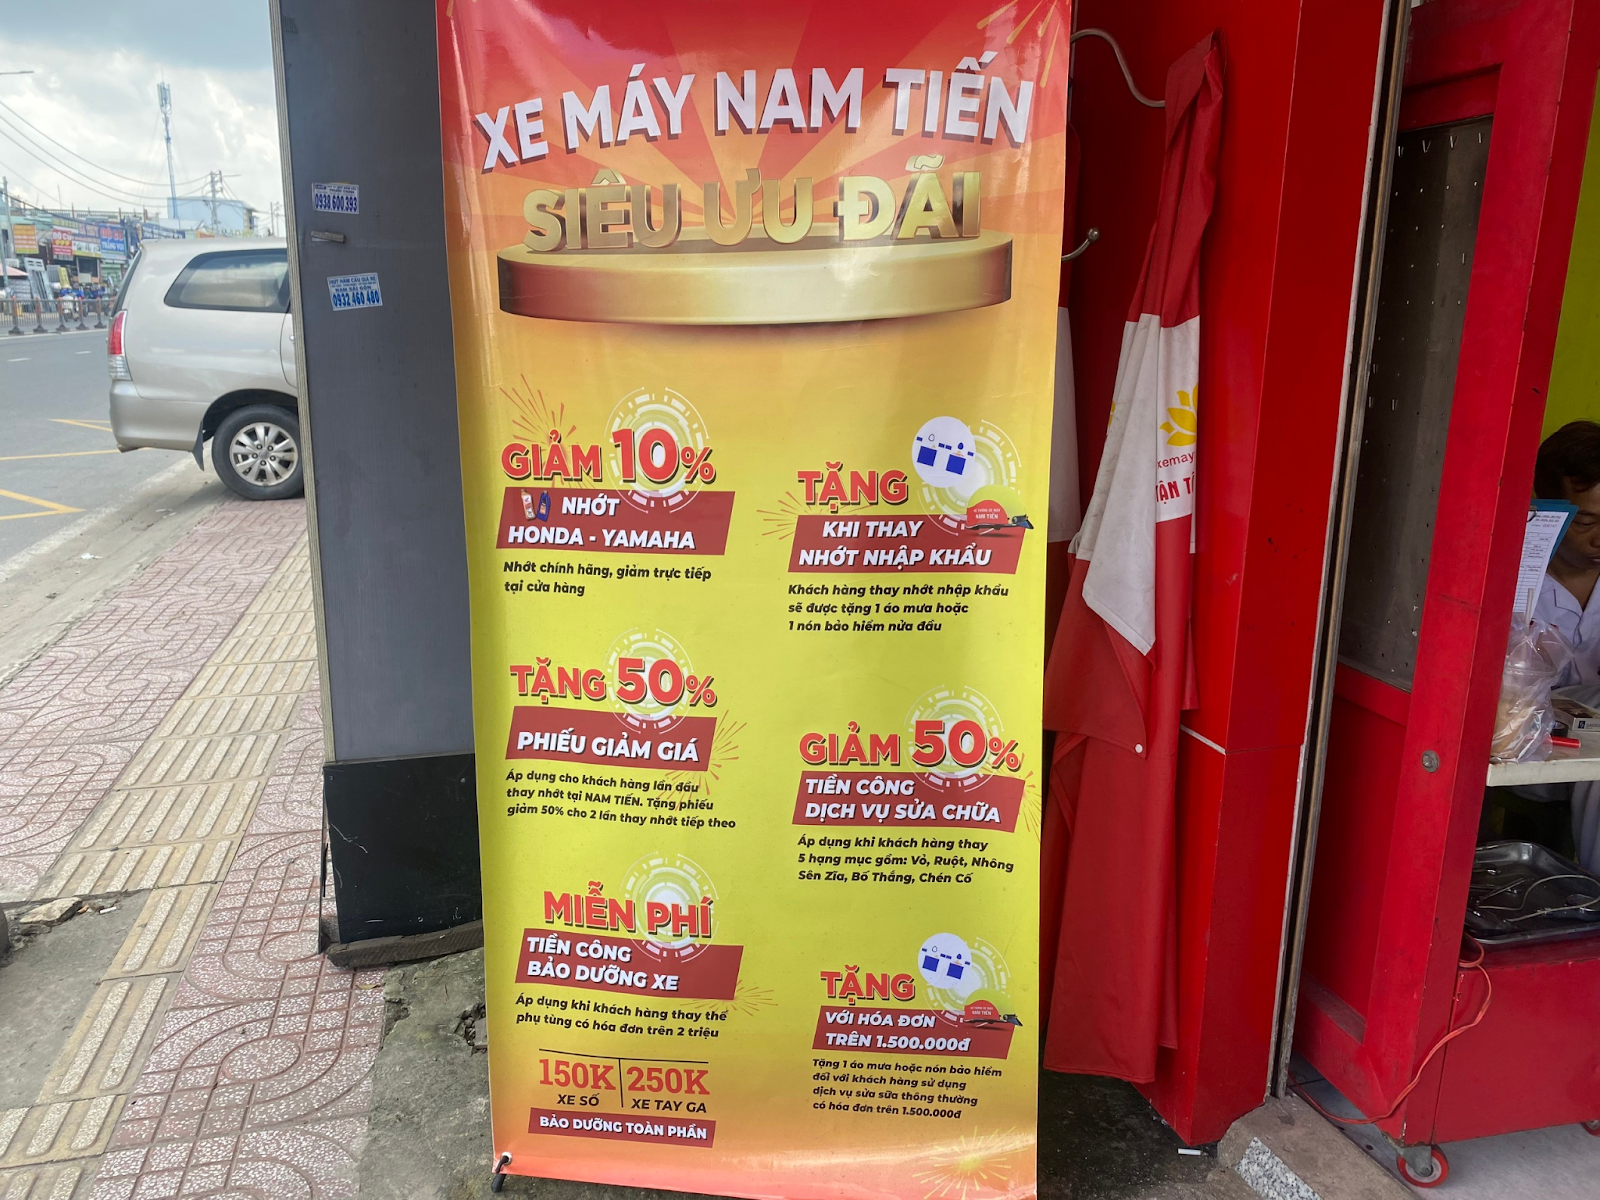 XE MÁY NAM TIẾN
SIÊU ƯU ĐÃI
GIẢM 10%
NHỚT
HONDA - YAMAHA
Nhớt chính hãng, giảm trực tiếp
tại cửa hàng
TẶNG
KHI THAY
NHỚT NHẬP KHẨU
Khách hàng thay nhớt nhập khẩu
sẽ được tặng 1 áo mưa hoặc
1 nón bảo hiểm nửa đầu
TẶNG 50%
PHIẾU GIẢM GIÁ
Áp dụng cho khách hàng lần đầu
thay nhớt tại NAM TIẾN. Tặng phiếu
giảm 50% cho 2 lần thay nhớt tiếp theo
GIẢM 50%
TIỀN CÔNG
DỊCH VỤ SỬA CHỮA
Áp dụng khi khách hàng thay
5 hạng mục gồm: Vỏ, Ruột, Nhông
Sên Zĩa, Bố Thắng, Chén Cổ
MIỄN PHÍ
TIỀN CÔNG
BẢO DƯỠNG XE
Áp dụng khi khách hàng thay thế
phụ tùng có hóa đơn trên 2 triệu
TẶNG
VỚI HÓA ĐƠN
TRÊN 1.500.000đ
Tặng 1 áo mưa hoặc nón bảo hiểm
đối với khách hàng sử dụng
dịch vụ sửa sữa thông thường
có hóa đơn trên 1.500.000đ
150K
XE SỐ
250K
XE TAY GA
BẢO DƯỠNG TOÀN PHẦN
0938 600 393
0932 460 480
xemay
NAM TIẾN
NAM TIẾN